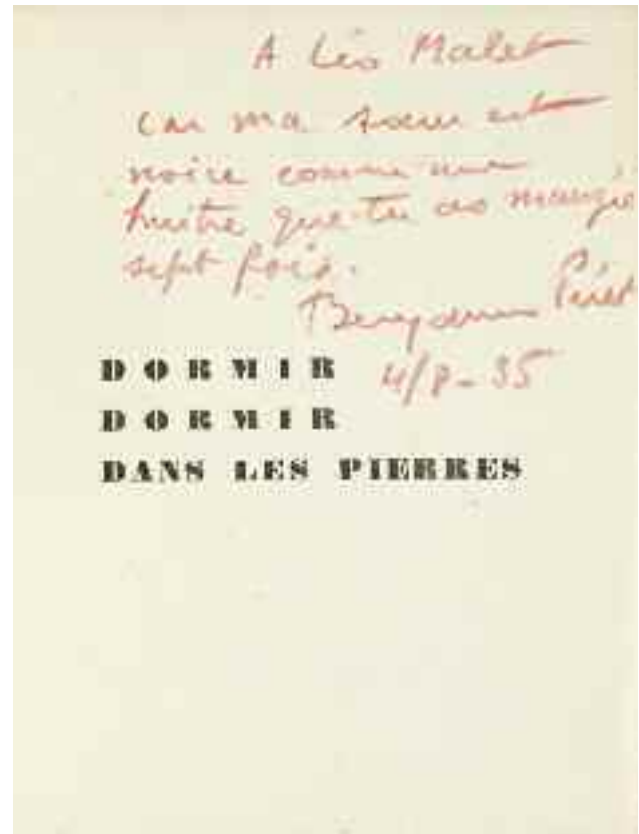 A Léo Malet
car ma sœur est
noire comme une
huître que tu as mangée
sept fois.
Benjamin Péret
4/8-35
DORMIR
DORMIR
DANS LES PIERRES